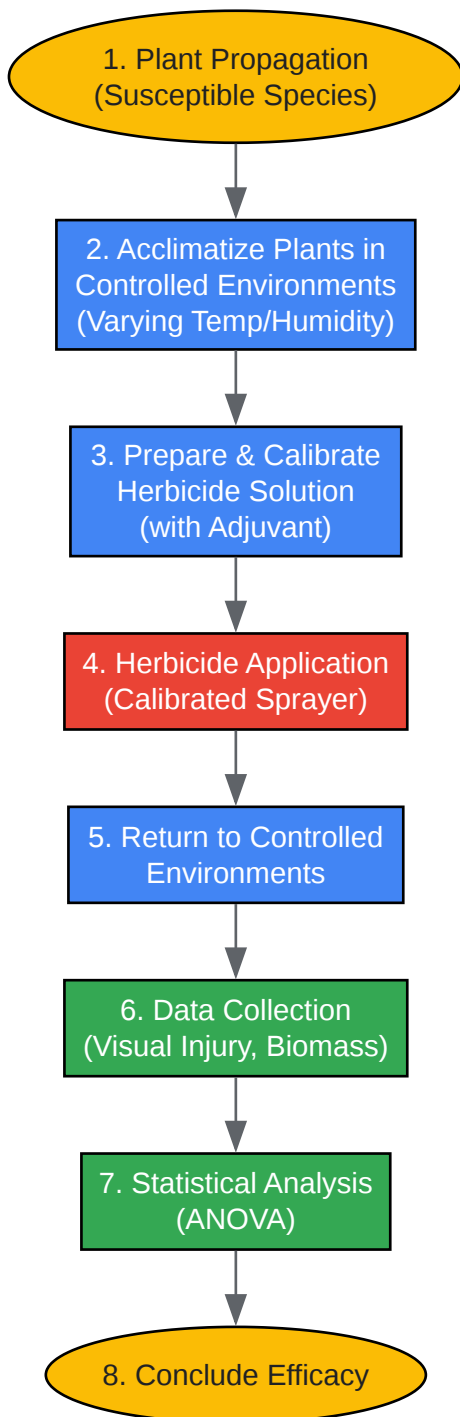 1. Plant Propagation
(Susceptible Species)
2. Acclimatize Plants in
Controlled Environments
(Varying Temp/Humidity)
3. Prepare & Calibrate
Herbicide Solution
(with Adjuvant)
4. Herbicide Application
(Calibrated Sprayer)
5. Return to Controlled
Environments
6. Data Collection
(Visual Injury, Biomass)
7. Statistical Analysis
(ANOVA)
8. Conclude Efficacy